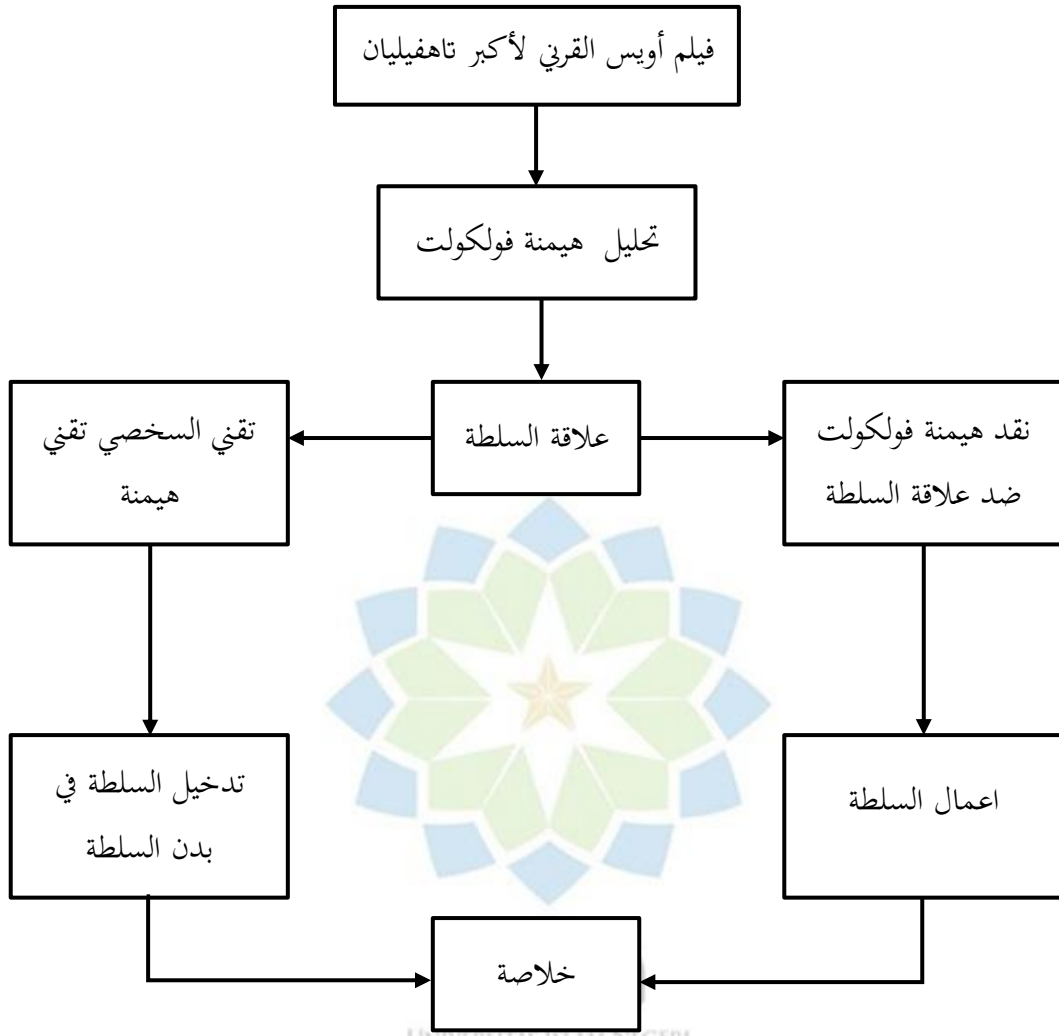 فيلم أويس القرني لأكبر تاهفيليان
تحليل هيمنة فولكولت
نقد هيمنة فولكولت
ضد علاقة السلطة
علاقة السلطة
تقني السخصي تقني
هيمنة
اعمال السلطة
تدخيل السلطة في
بدن السلطة
خلاصة